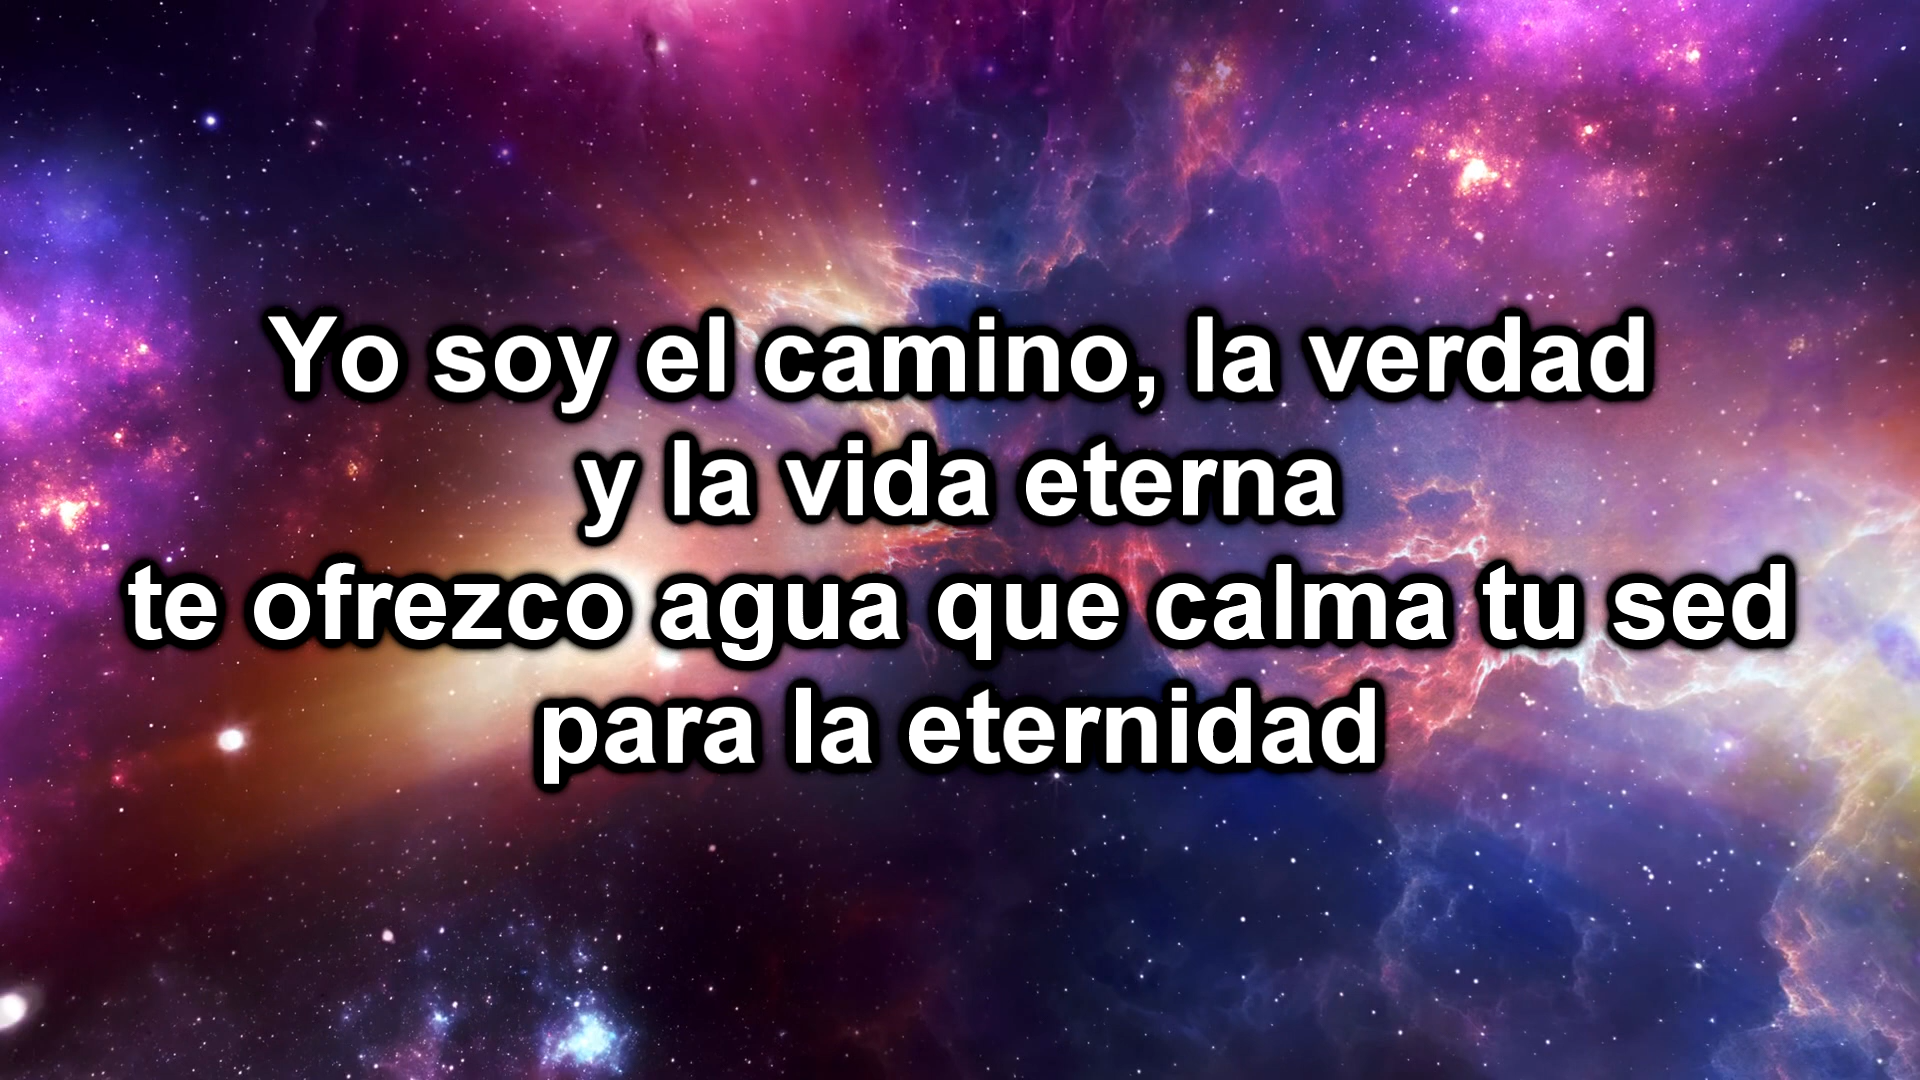 Yo soy el camino, la verdad
y la vida eterna
te ofrezco agua que calma tu sed
para la eternidad